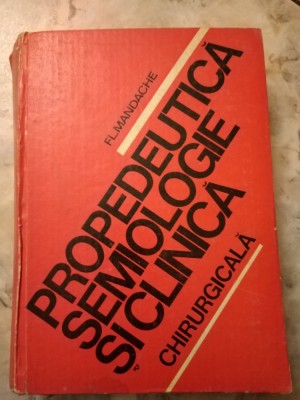 FL. MANDACHE
PROPEDEUTICĂ
SEMIOLOGIE
ȘI CLINICĂ
CHIRURGICALĂ